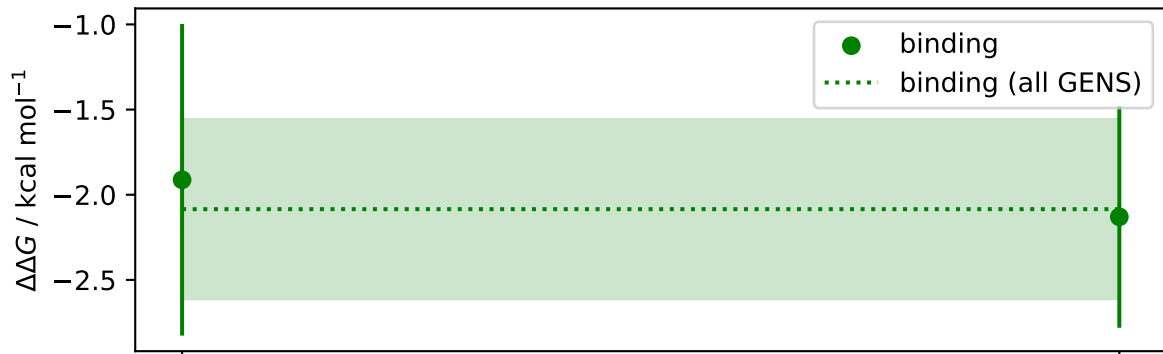 −1.0
−1.5
−2.0
−2.5
ΔΔG / kcal mol⁻¹
binding
binding (all GENS)